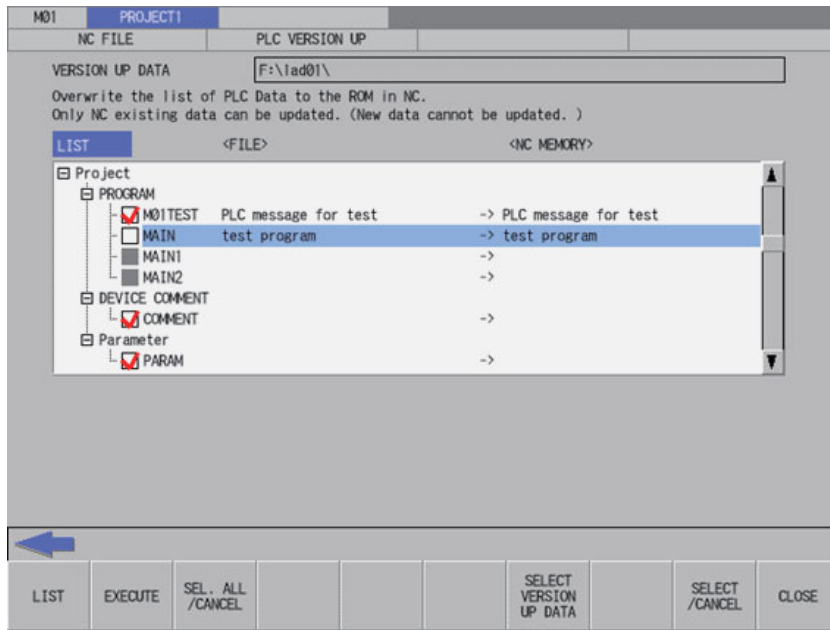 M01 PROJECT1
NC FILE PLC VERSION UP
VERSION UP DATA F:\lad01\
Overwrite the list of PLC Data to the ROM in NC.
Only NC existing data can be updated. (New data cannot be updated. )
LIST <FILE> <NC MEMORY>
Project
PROGRAM
M01TEST PLC message for test -> PLC message for test
MAIN test program -> test program
MAIN1 ->
MAIN2 ->
DEVICE COMMENT
COMMENT ->
Parameter
PARAM ->
LIST EXECUTE SEL. ALL /CANCEL SELECT VERSION UP DATA SELECT /CANCEL CLOSE